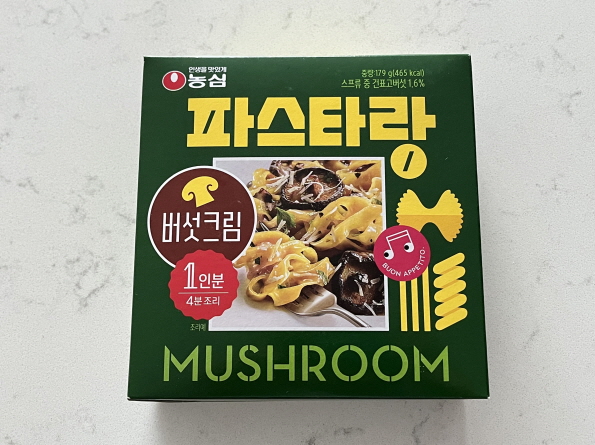 인생을 맛있게
농심
중량 179 g(465 kcal)
스프류 중 건표고버섯 1.6%
파스타랑
버섯크림
1인분
4분 조리
BUON APPETITO
조리예
MUSHROOM